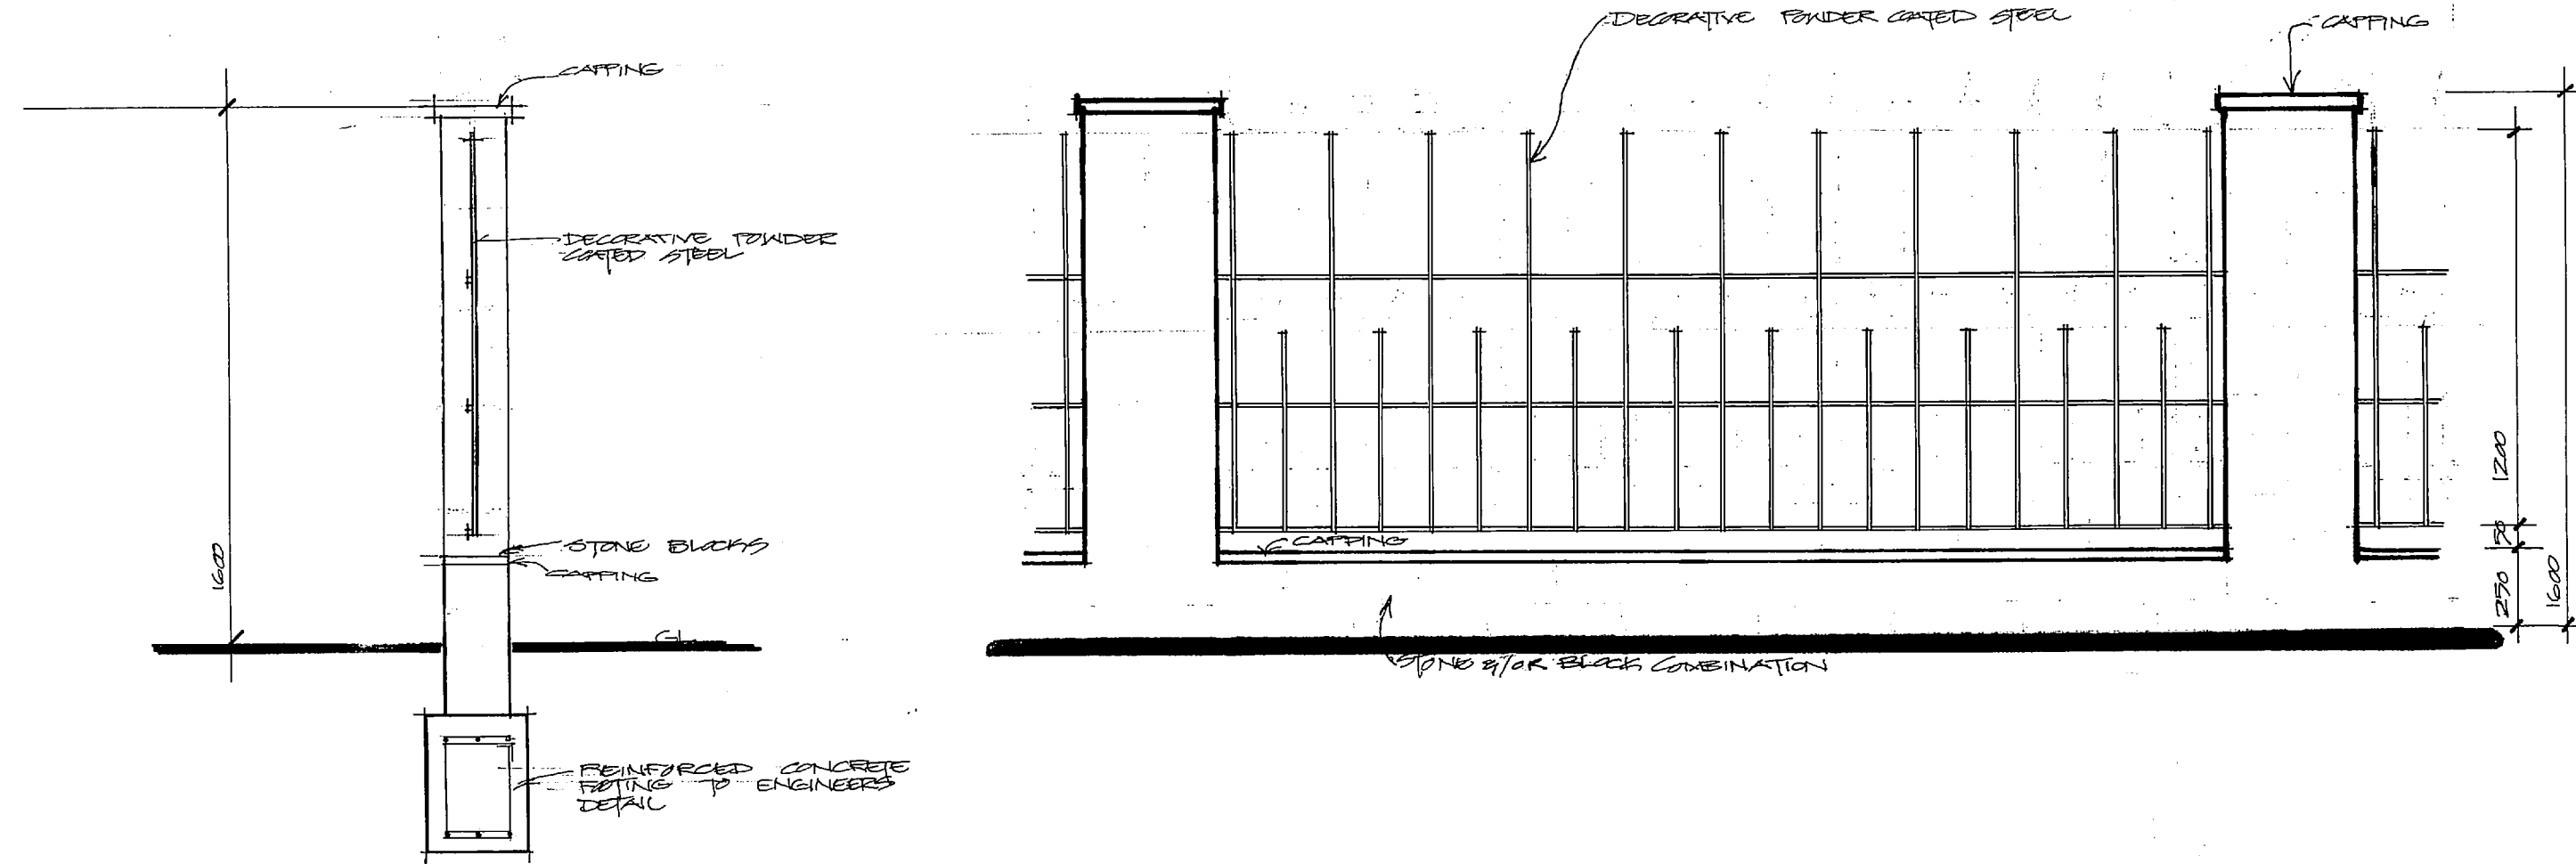 CAPPING
DECORATIVE POWDER
COATED STEEL
STONE BLOCKS
CAPPING
1600
GL
REINFORCED CONCRETE
FOOTING TO ENGINEERS
DETAIL
DECORATIVE POWDER COATED STEEL
CAPPING
CAPPING
STONE &/OR BLOCK COMBINATION
1200
50
250
1600